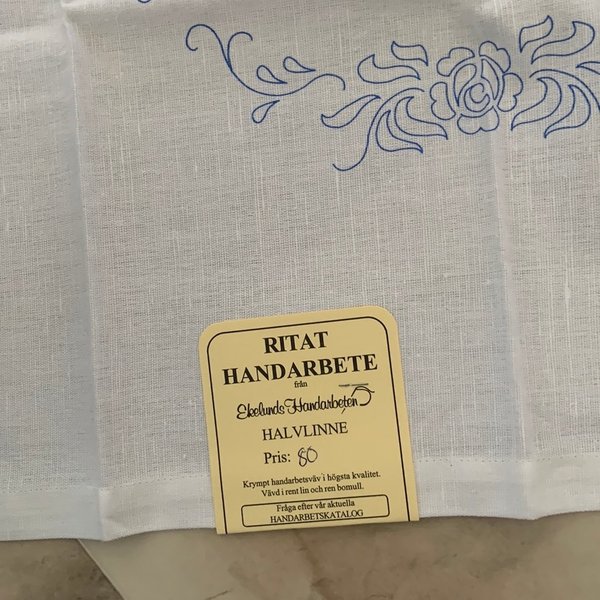 RITAT
HANDARBETE
från
Ekelunds Handarbeten
HALVLINNE
Pris: 80
Krympt handarbetsväv i högsta kvalitet.
Vävd i rent lin och ren bomull.
Fråga efter vår aktuella
HANDARBETSKATALOG